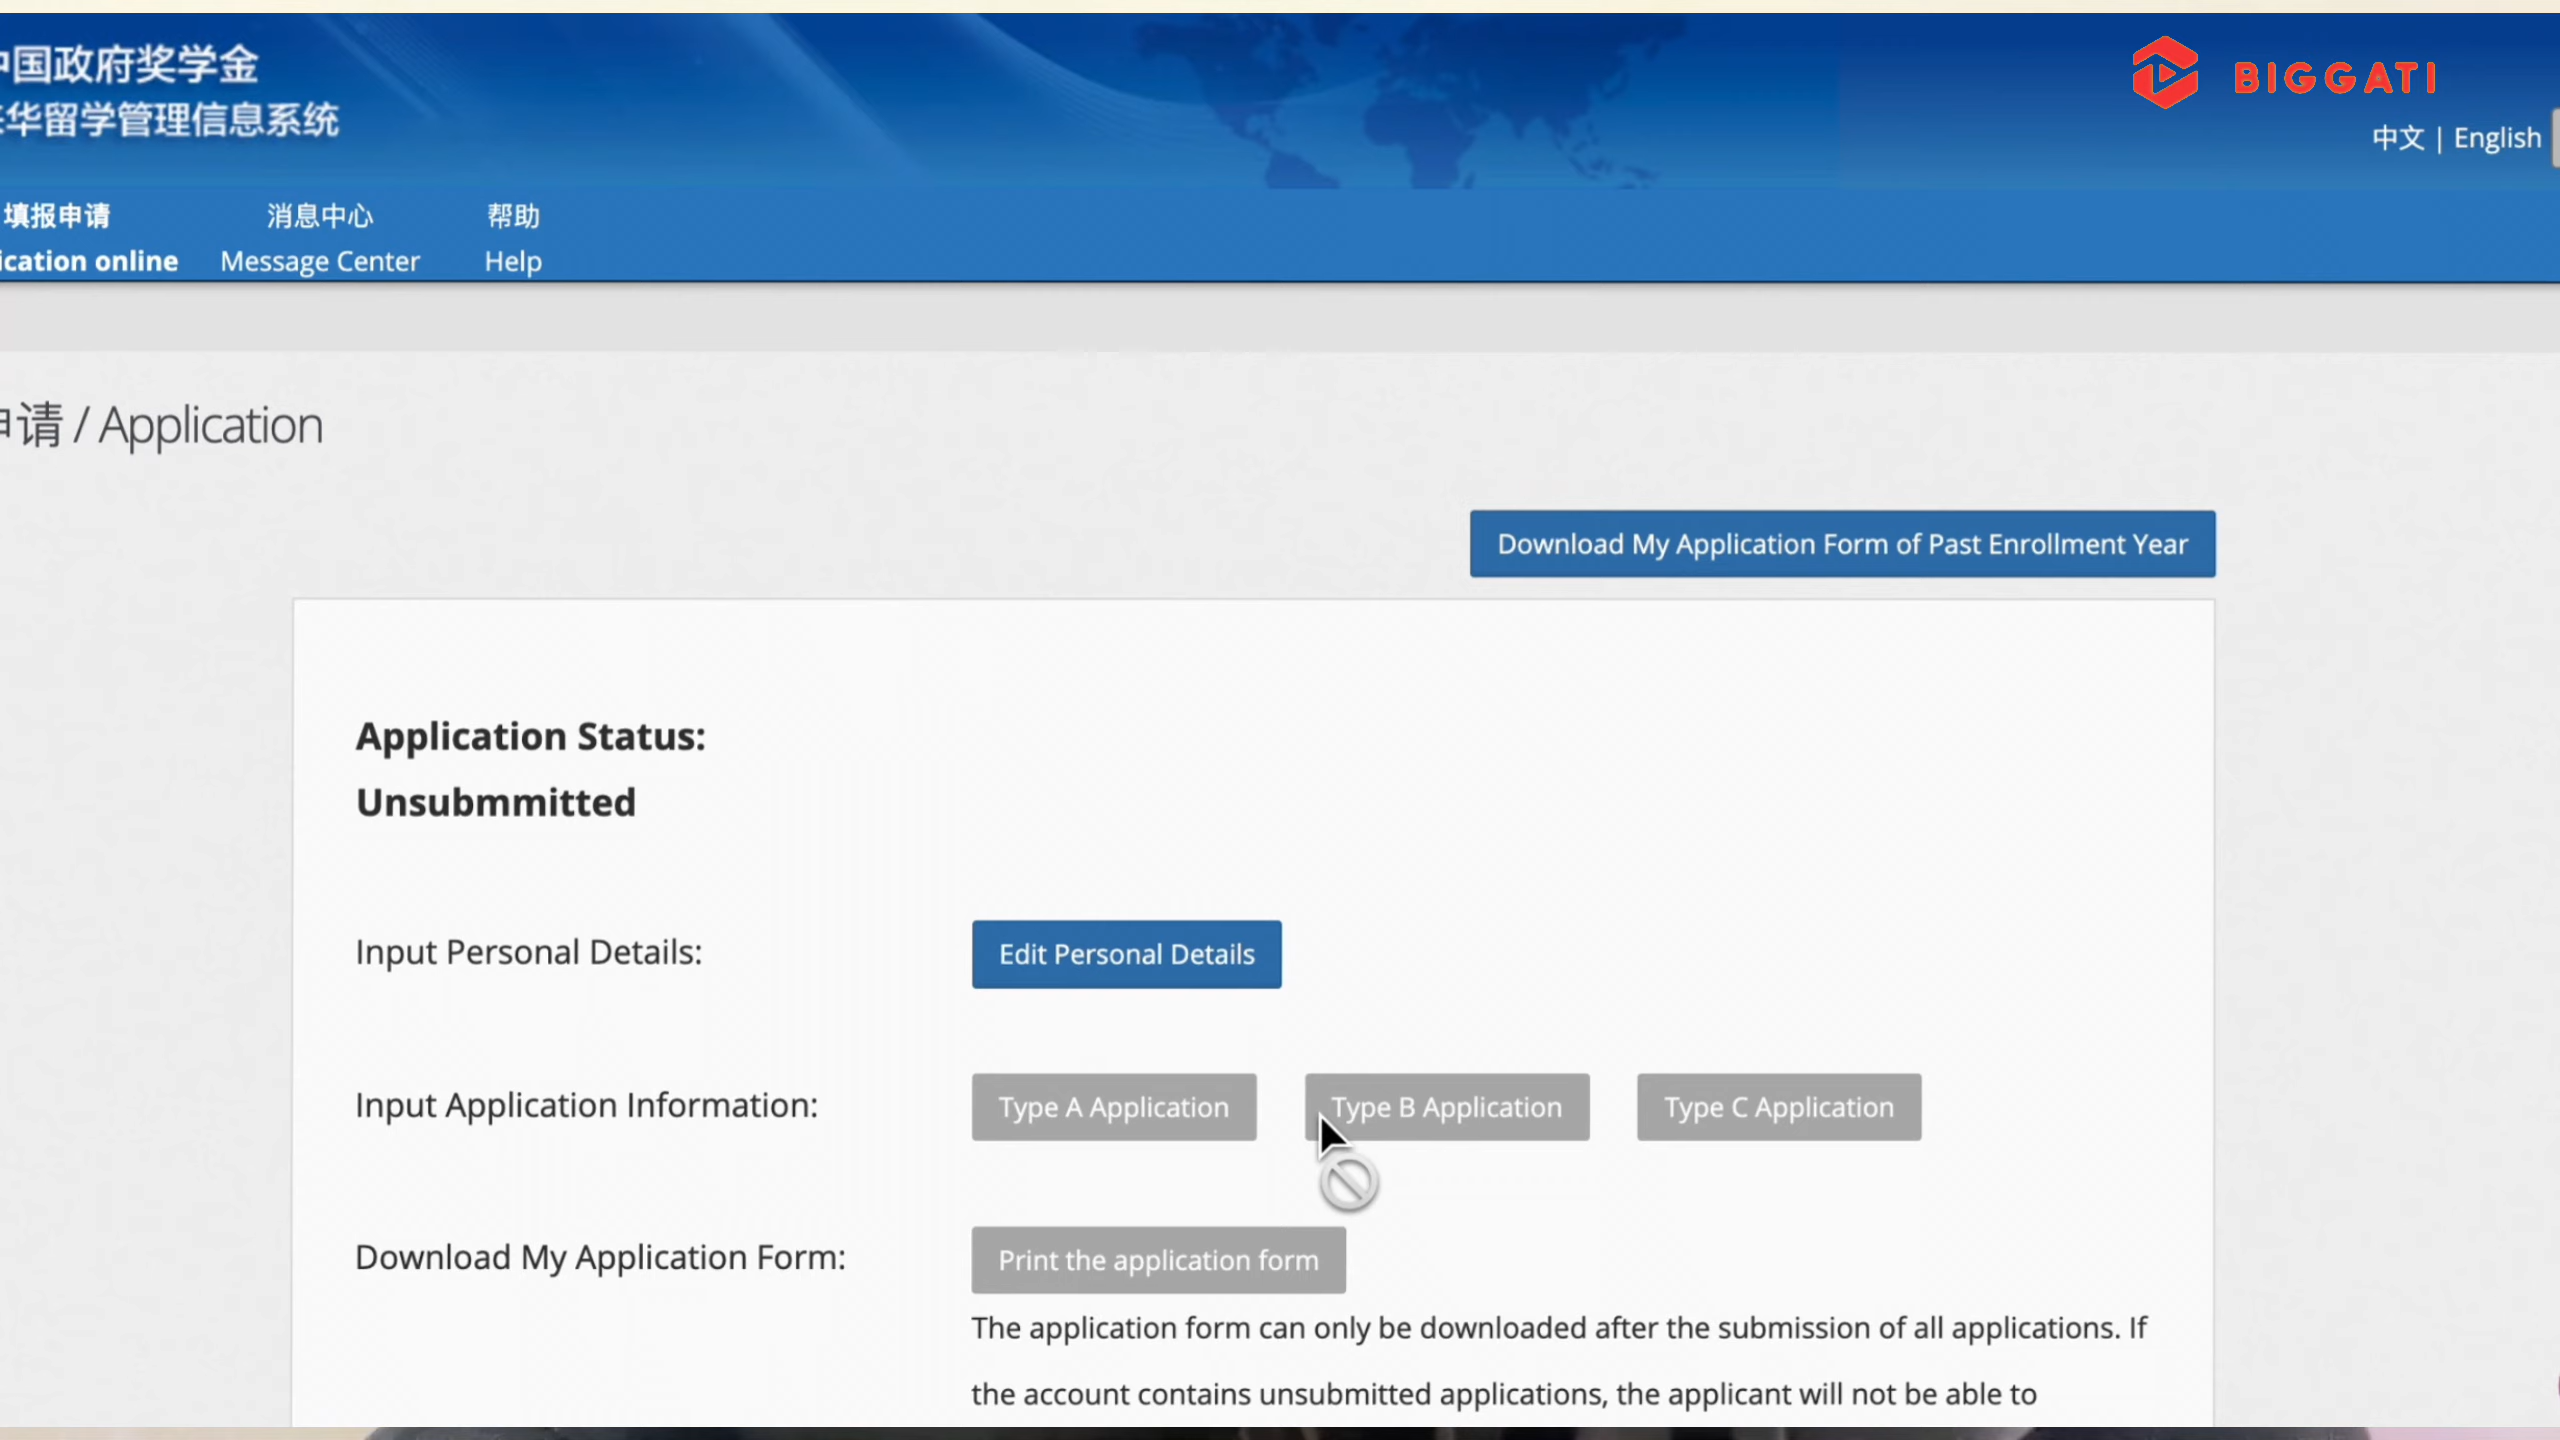 中国政府奖学金
来华留学管理信息系统
BIGGATI
中文 | English
填报申请 消息中心 帮助
ication online Message Center Help
申请 / Application
Download My Application Form of Past Enrollment Year
Application Status:
Unsubmmitted
Input Personal Details: Edit Personal Details
Input Application Information: Type A Application Type B Application Type C Application
Download My Application Form: Print the application form
The application form can only be downloaded after the submission of all applications. If
the account contains unsubmitted applications, the applicant will not be able to